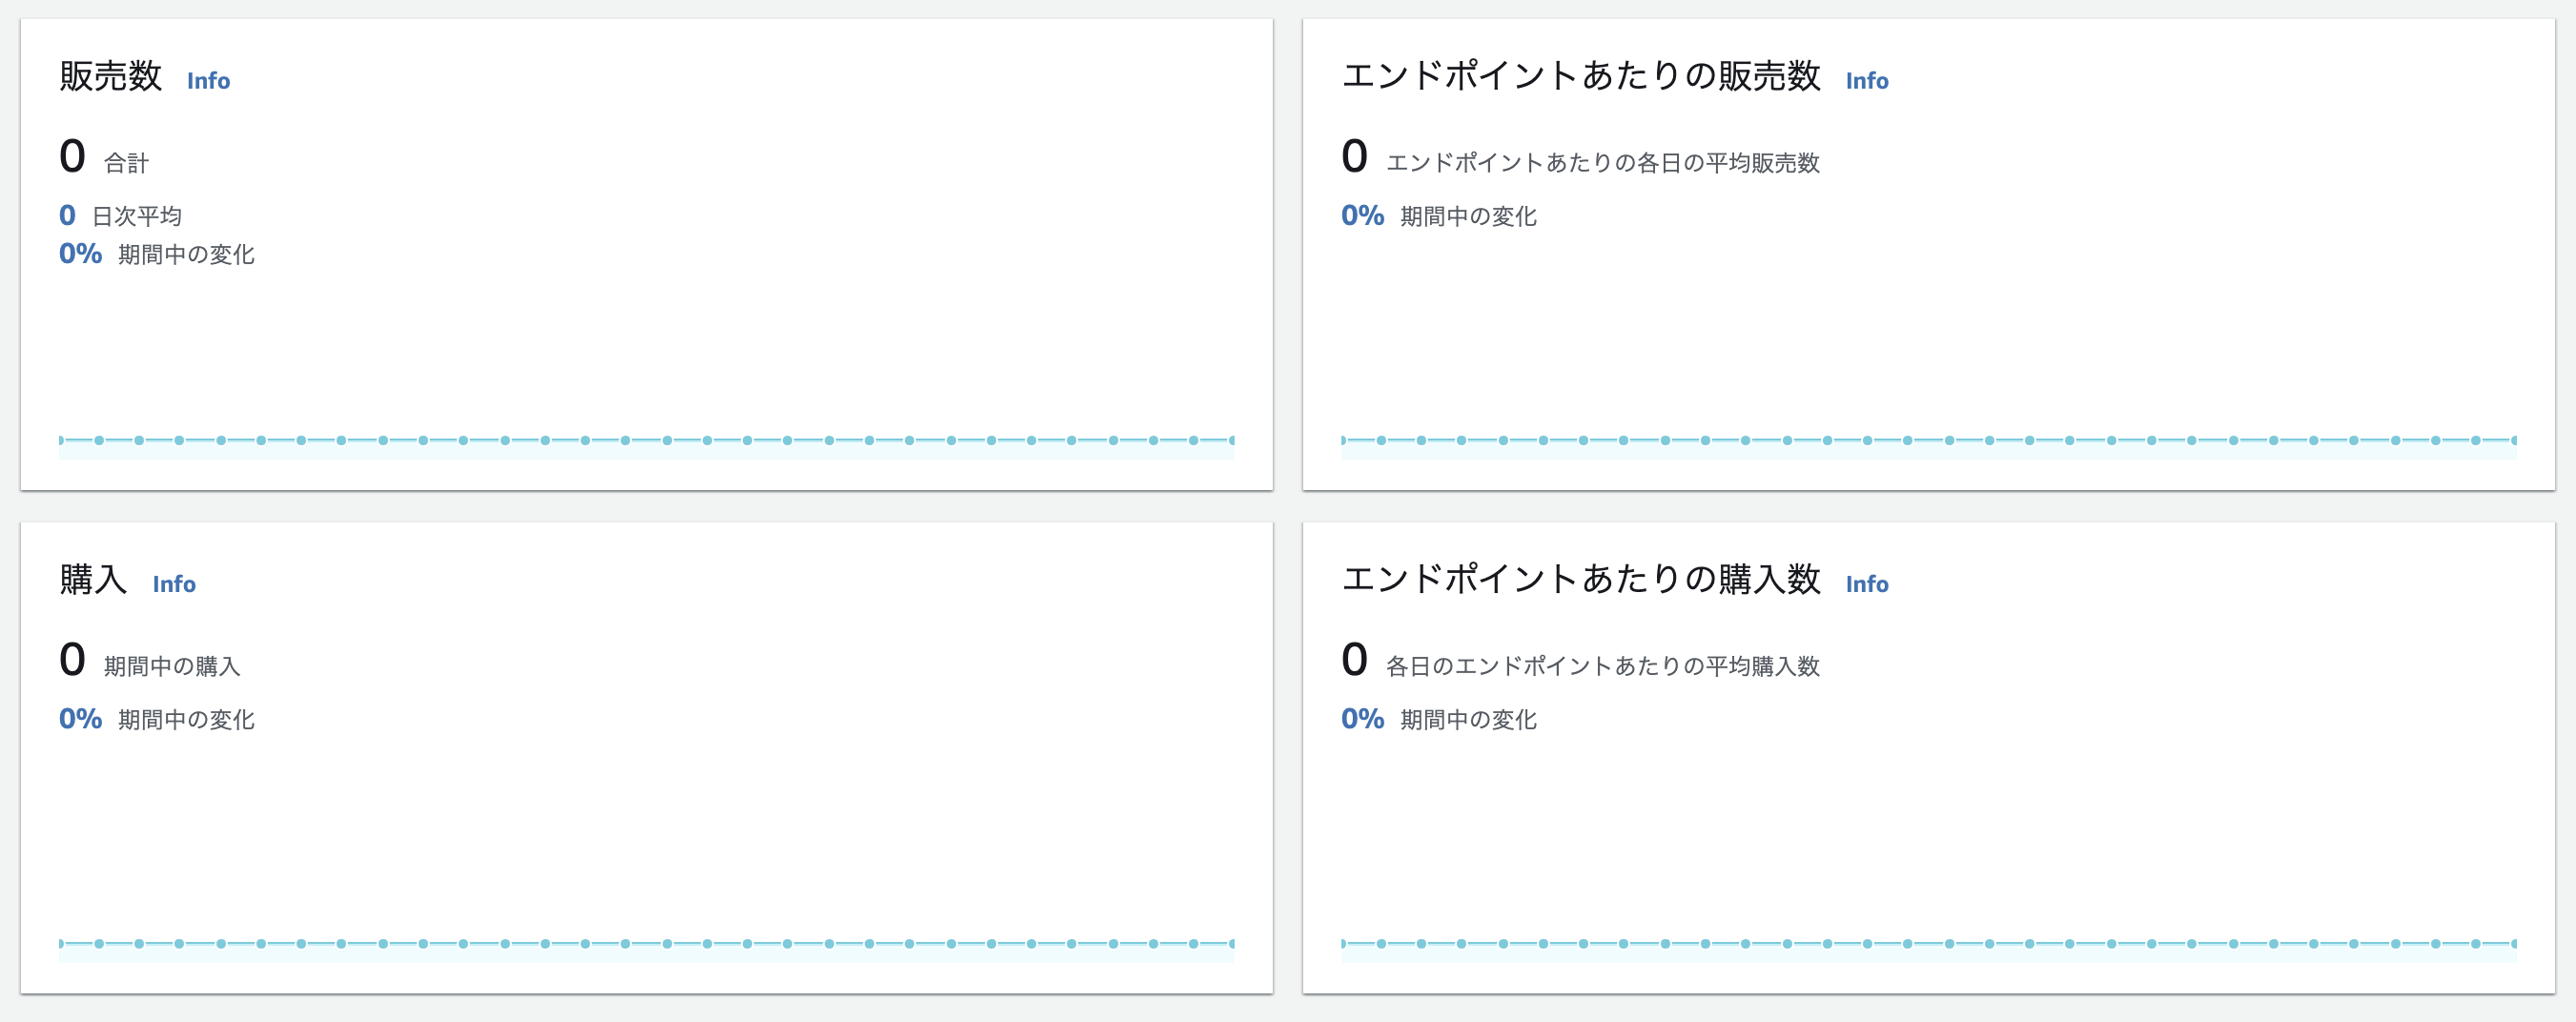 販売数 Info
0 合計
0 日次平均
0% 期間中の変化
エンドポイントあたりの販売数 Info
0 エンドポイントあたりの各日の平均販売数
0% 期間中の変化
購入 Info
0 期間中の購入
0% 期間中の変化
エンドポイントあたりの購入数 Info
0 各日のエンドポイントあたりの平均購入数
0% 期間中の変化